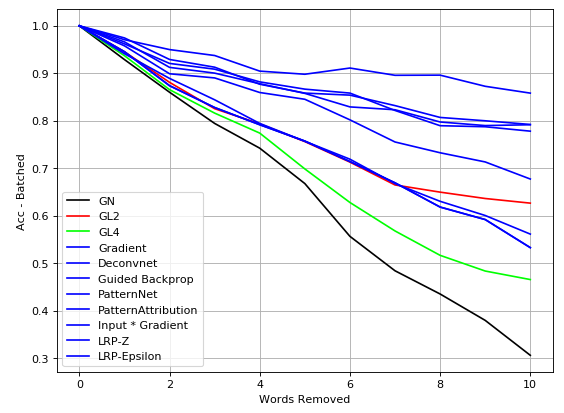 1.0
0.9
0.8
0.7
0.6
0.5
0.4
0.3
Acc - Batched
GN
GL2
GL4
Gradient
Deconvnet
Guided Backprop
PatternNet
PatternAttribution
Input * Gradient
LRP-Z
LRP-Epsilon
0 2 4 6 8 10
Words Removed